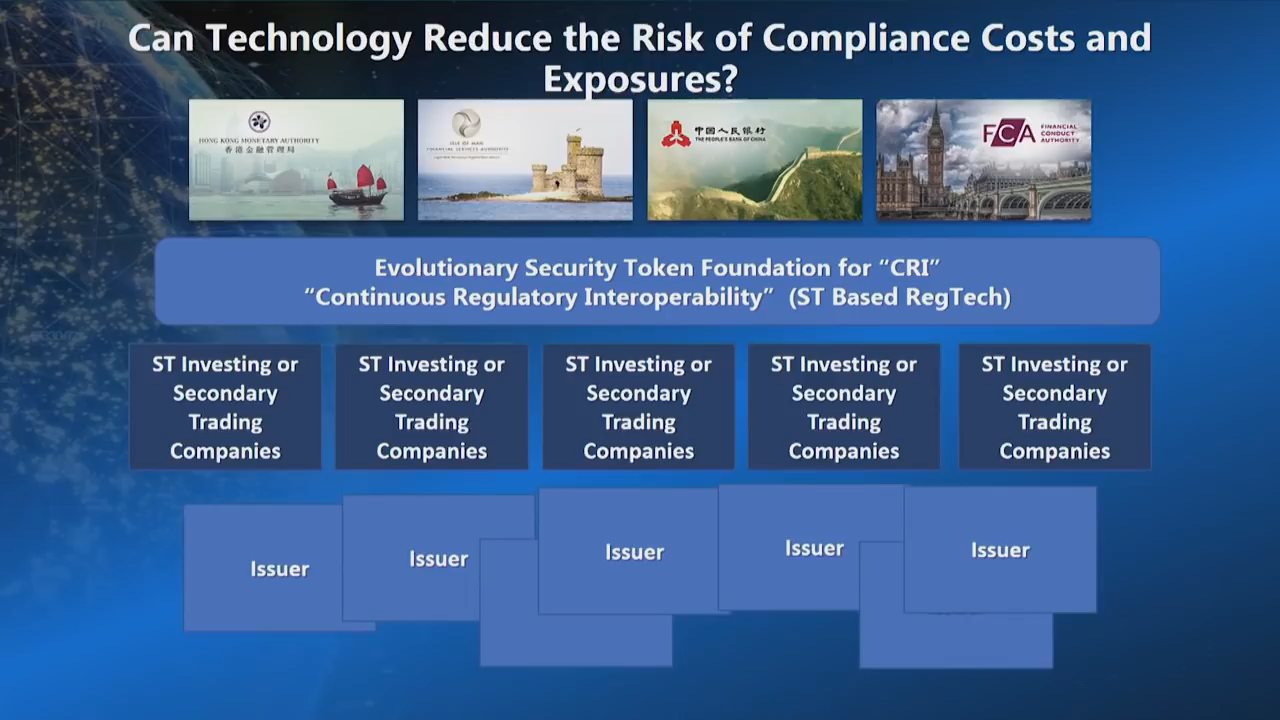 Can Technology Reduce the Risk of Compliance Costs and
Exposures?
HONG KONG MONETARY AUTHORITY
香港金融管理局
ISLE OF MAN
FINANCIAL SERVICES AUTHORITY
中国人民银行
THE PEOPLE'S BANK OF CHINA
FCA
FINANCIAL
CONDUCT
AUTHORITY
Evolutionary Security Token Foundation for “CRI”
“Continuous Regulatory Interoperability” (ST Based RegTech)
ST Investing or
Secondary
Trading
Companies
ST Investing or
Secondary
Trading
Companies
ST Investing or
Secondary
Trading
Companies
ST Investing or
Secondary
Trading
Companies
ST Investing or
Secondary
Trading
Companies
Issuer
Issuer
Issuer
Issuer
Issuer